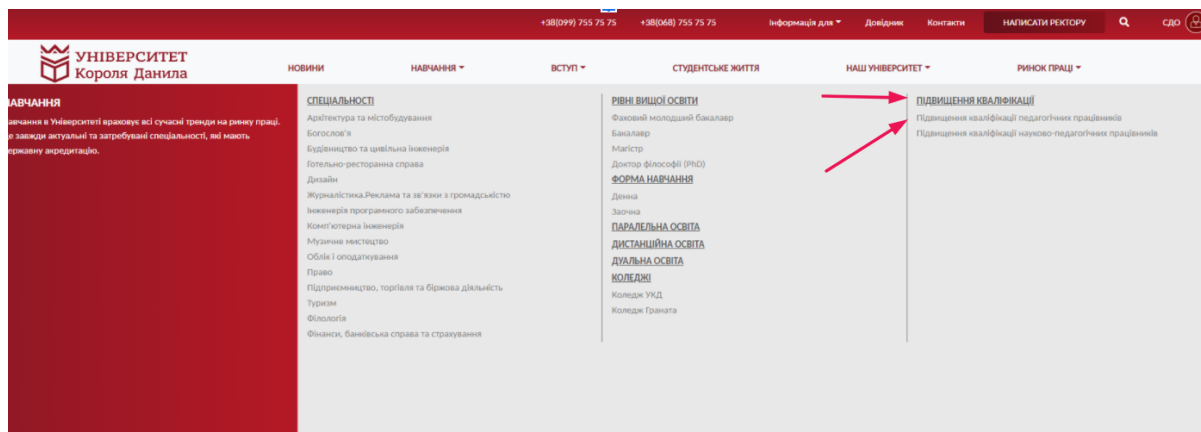 +38(099) 755 75 75 +38(068) 755 75 75 Інформація для Довідник Контакти НАПИСАТИ РЕКТОРУ СДО
УНІВЕРСИТЕТ
Короля Данила
НОВИНИ НАВЧАННЯ ВСТУП СТУДЕНТСЬКЕ ЖИТТЯ НАШ УНІВЕРСИТЕТ РИНОК ПРАЦІ
НАВЧАННЯ
авчання в Університеті враховує всі сучасні тренди на ринку праці.
е завжди актуальні та затребувані спеціальності, які мають
ержавну акредитацію.
СПЕЦІАЛЬНОСТІ
Архітектура та містобудування
Богослов'я
Будівництво та цивільна інженерія
Готельно-ресторанна справа
Дизайн
Журналістика.Реклама та зв'язки з громадськістю
Інженерія програмного забезпечення
Комп'ютерна інженерія
Музичне мистецтво
Облік і оподаткування
Право
Підприємництво, торгівля та біржова діяльність
Туризм
Філологія
Фінанси, банківська справа та страхування
РІВНІ ВИЩОЇ ОСВІТИ
Фаховий молодший бакалавр
Бакалавр
Магістр
Доктор філософії (PhD)
ФОРМА НАВЧАННЯ
Денна
Заочна
ПАРАЛЕЛЬНА ОСВІТА
ДИСТАНЦІЙНА ОСВІТА
ДУАЛЬНА ОСВІТА
КОЛЕДЖІ
Коледж УКД
Коледж Граната
ПІДВИЩЕННЯ КВАЛІФІКАЦІЇ
Підвищення кваліфікації педагогічних працівників
Підвищення кваліфікації науково-педагогічних працівників